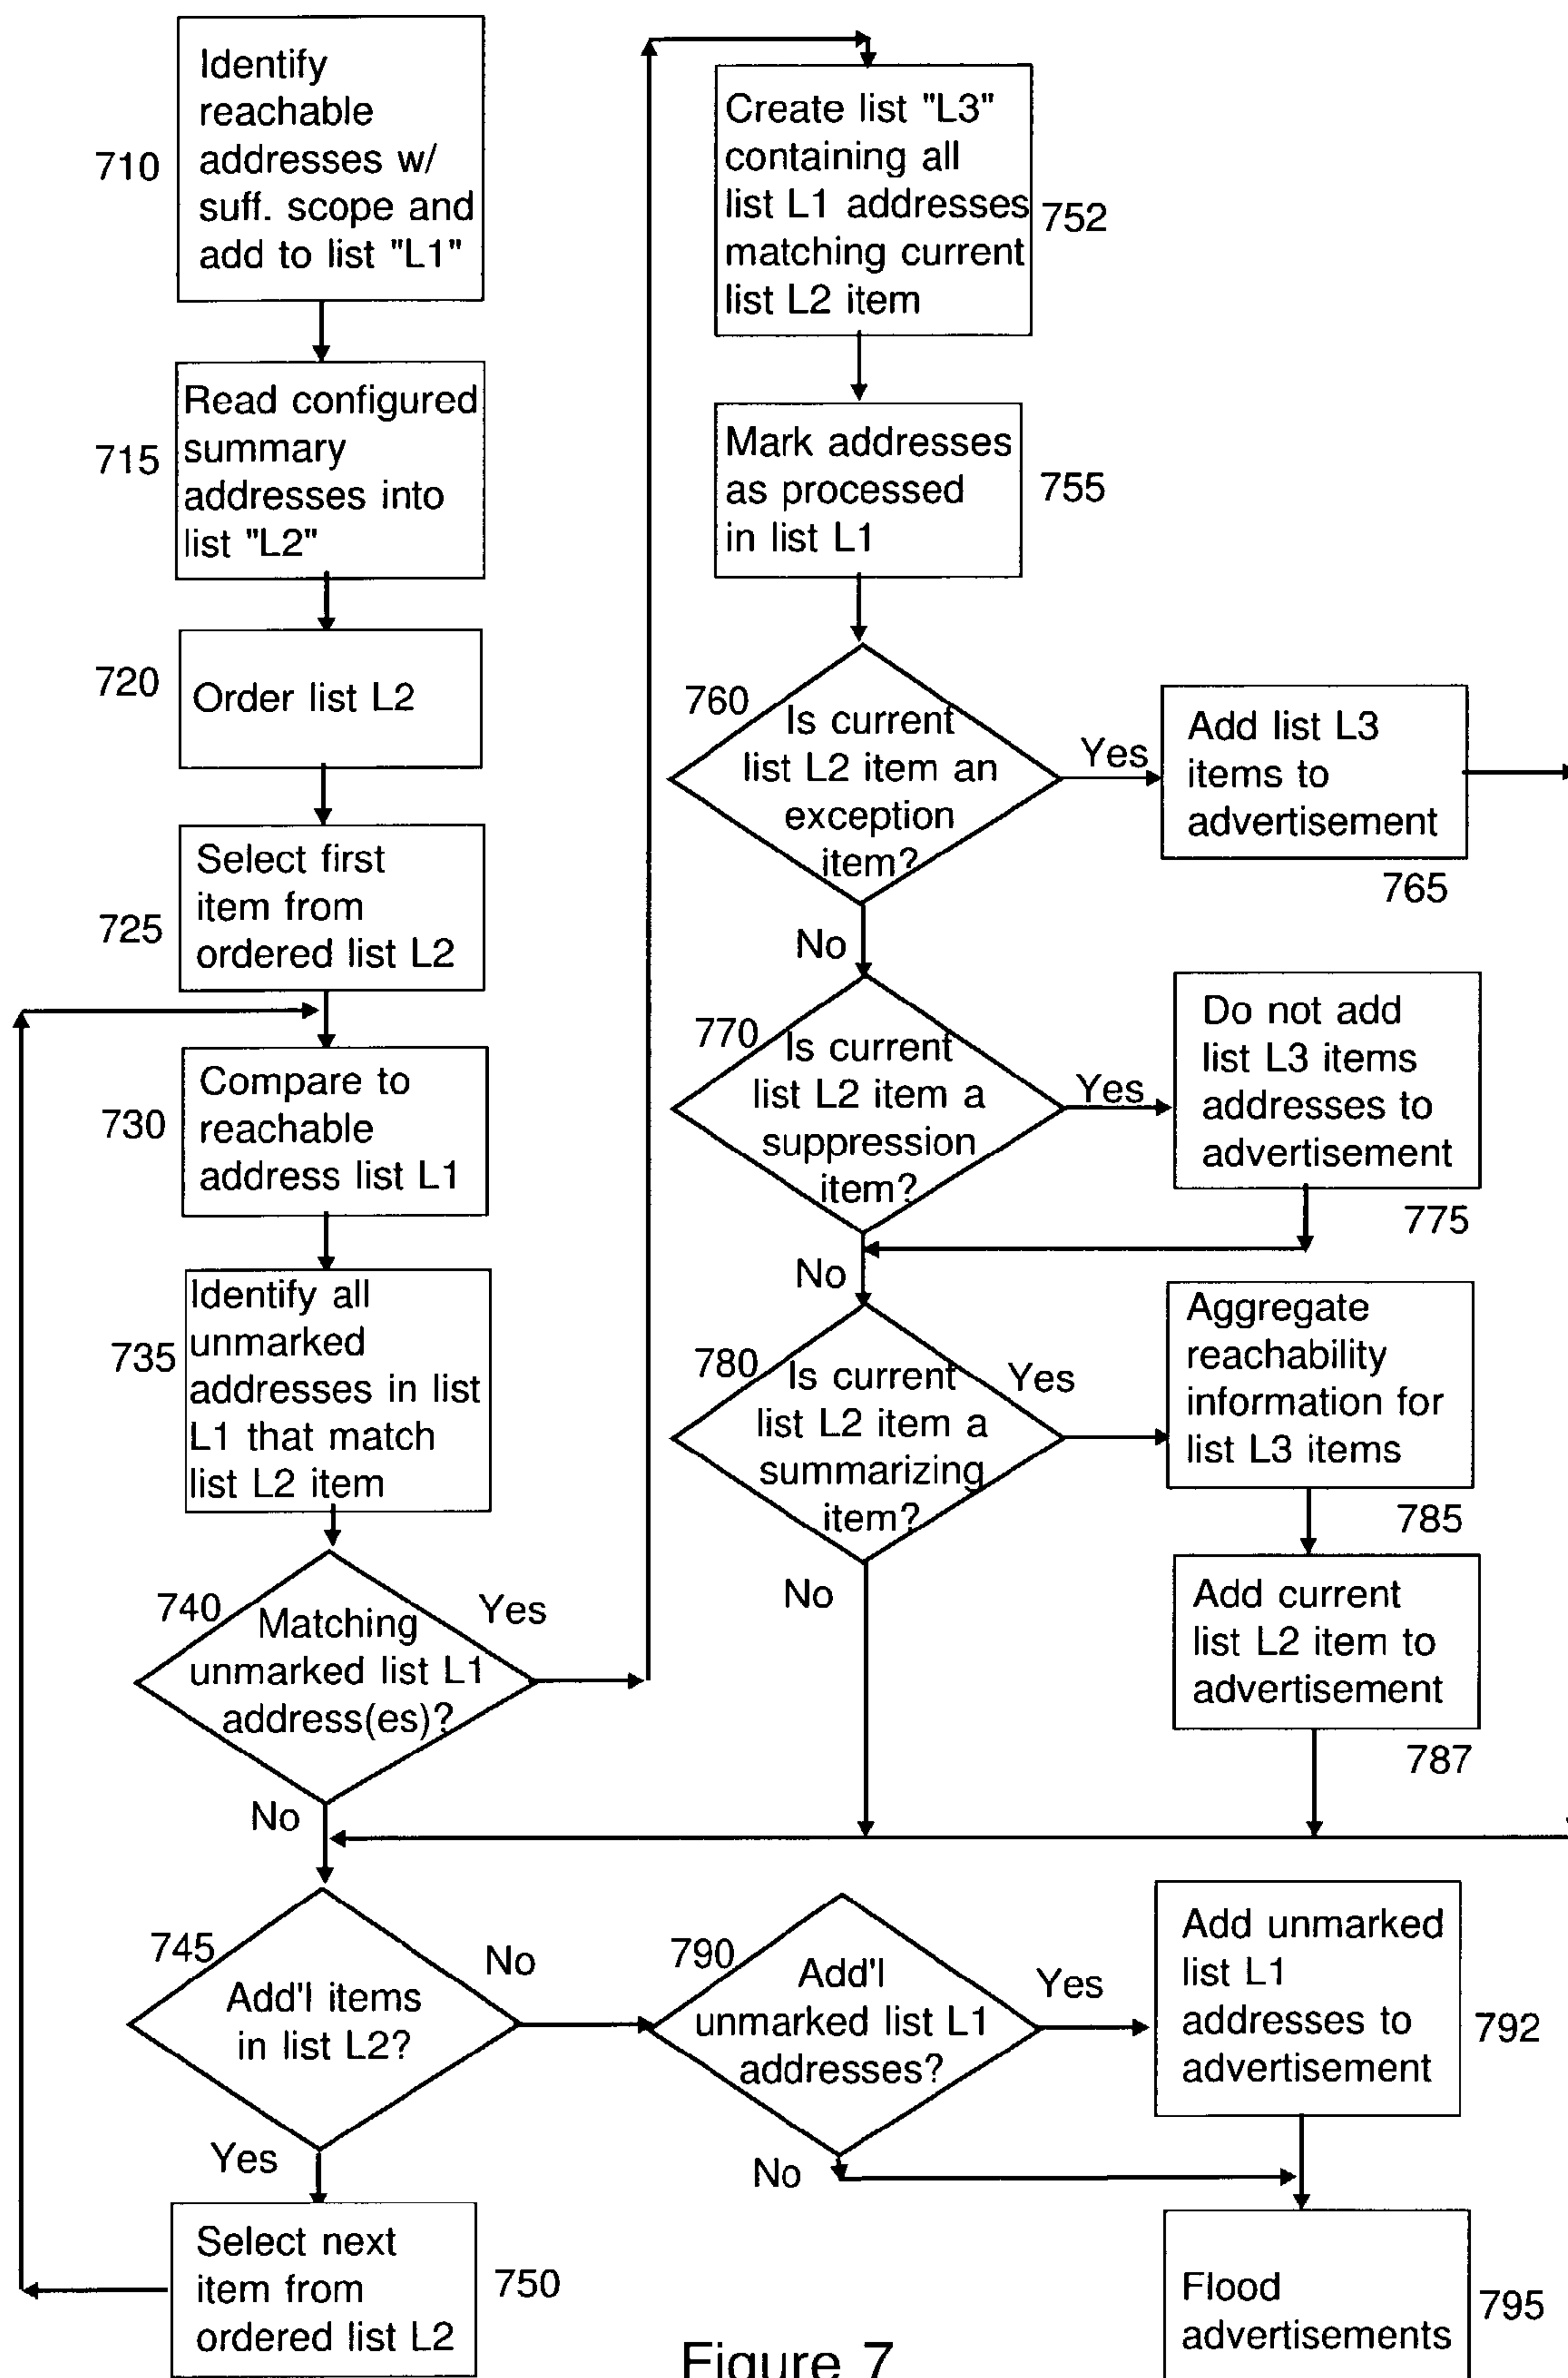 710
Identify
reachable
addresses w/
suff. scope and
add to list "L1"
715
Read configured
summary
addresses into
list "L2"
720
Order list L2
725
Select first
item from
ordered list L2
730
Compare to
reachable
address list L1
735
Identify all
unmarked
addresses in list
L1 that match
list L2 item
740
Matching
unmarked list L1
address(es)?
Yes
No
745
Add'l items
in list L2?
No
Yes
750
Select next
item from
ordered list L2
Create list "L3"
containing all
list L1 addresses
matching current
list L2 item
752
Mark addresses
as processed
in list L1
755
760
Is current
list L2 item an
exception
item?
Yes
No
Add list L3
items to
advertisement
765
770
Is current
list L2 item a
suppression
item?
Yes
No
Do not add
list L3 items
addresses to
advertisement
775
780
Is current
list L2 item a
summarizing
item?
Yes
No
Aggregate
reachability
information for
list L3 items
785
Add current
list L2 item to
advertisement
787
790
Add'l
unmarked list L1
addresses?
Yes
No
Add unmarked
list L1
addresses to
advertisement
792
Flood
advertisements
795
Figure 7